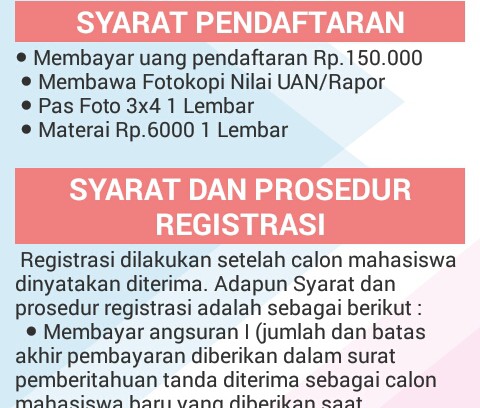 SYARAT PENDAFTARAN
● Membayar uang pendaftaran Rp.150.000
● Membawa Fotokopi Nilai UAN/Rapor
● Pas Foto 3x4 1 Lembar
● Materai Rp.6000 1 Lembar
SYARAT DAN PROSEDUR
REGISTRASI
Registrasi dilakukan setelah calon mahasiswa
dinyatakan diterima. Adapun Syarat dan
prosedur registrasi adalah sebagai berikut :
● Membayar angsuran I (jumlah dan batas
akhir pembayaran diberikan dalam surat
pemberitahuan tanda diterima sebagai calon
mahasiswa baru yang diberikan saat